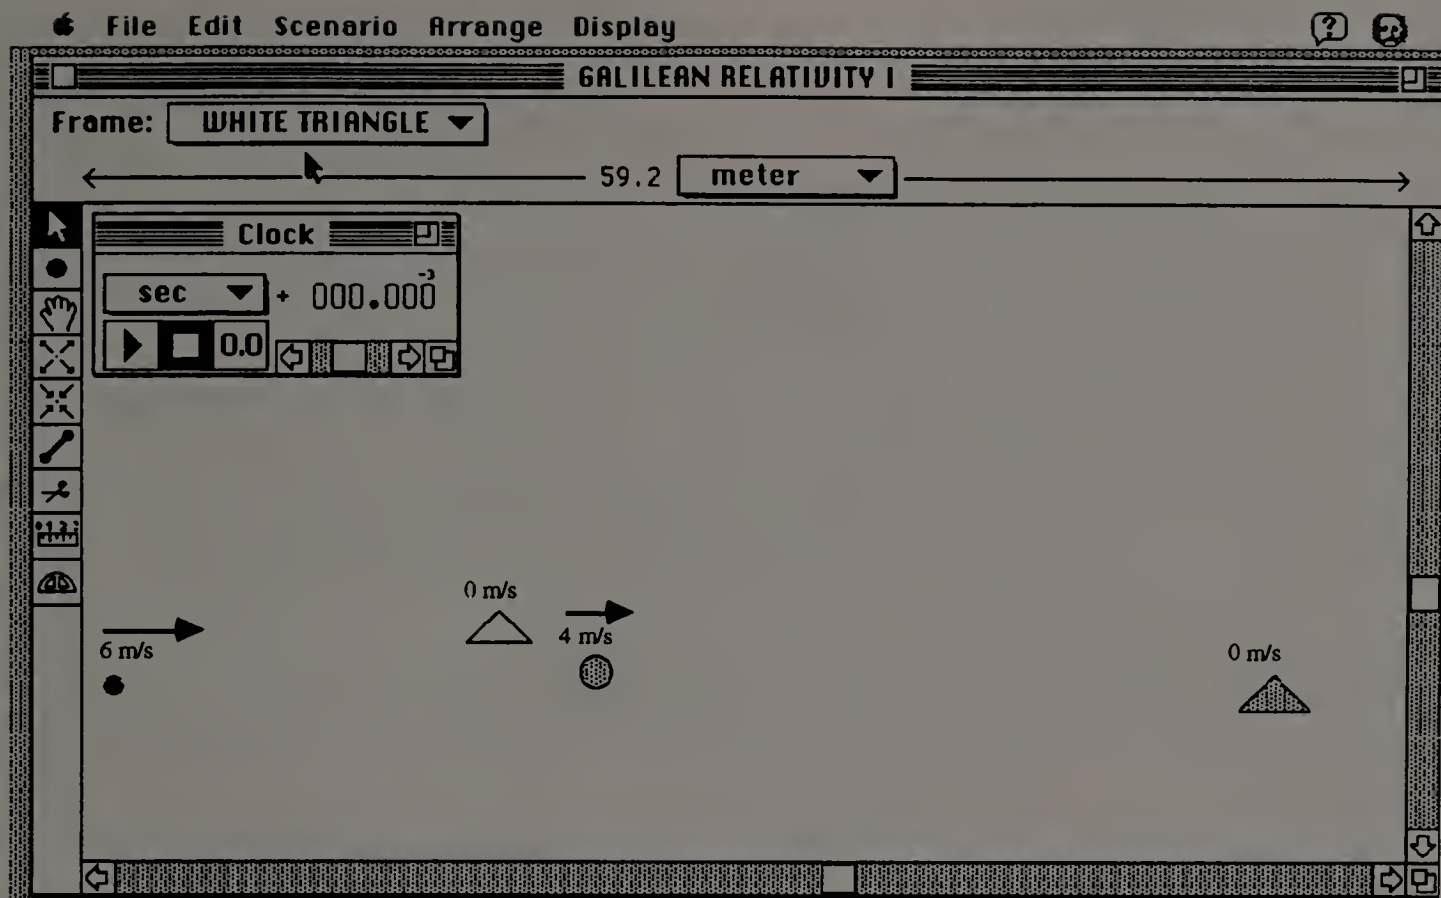 File Edit Scenario Arrange Display ?
GALILEAN RELATIVITY I
Frame: WHITE TRIANGLE
59.2 meter
Clock
sec + 000.000 -3
0.0
0 m/s
4 m/s
6 m/s
0 m/s